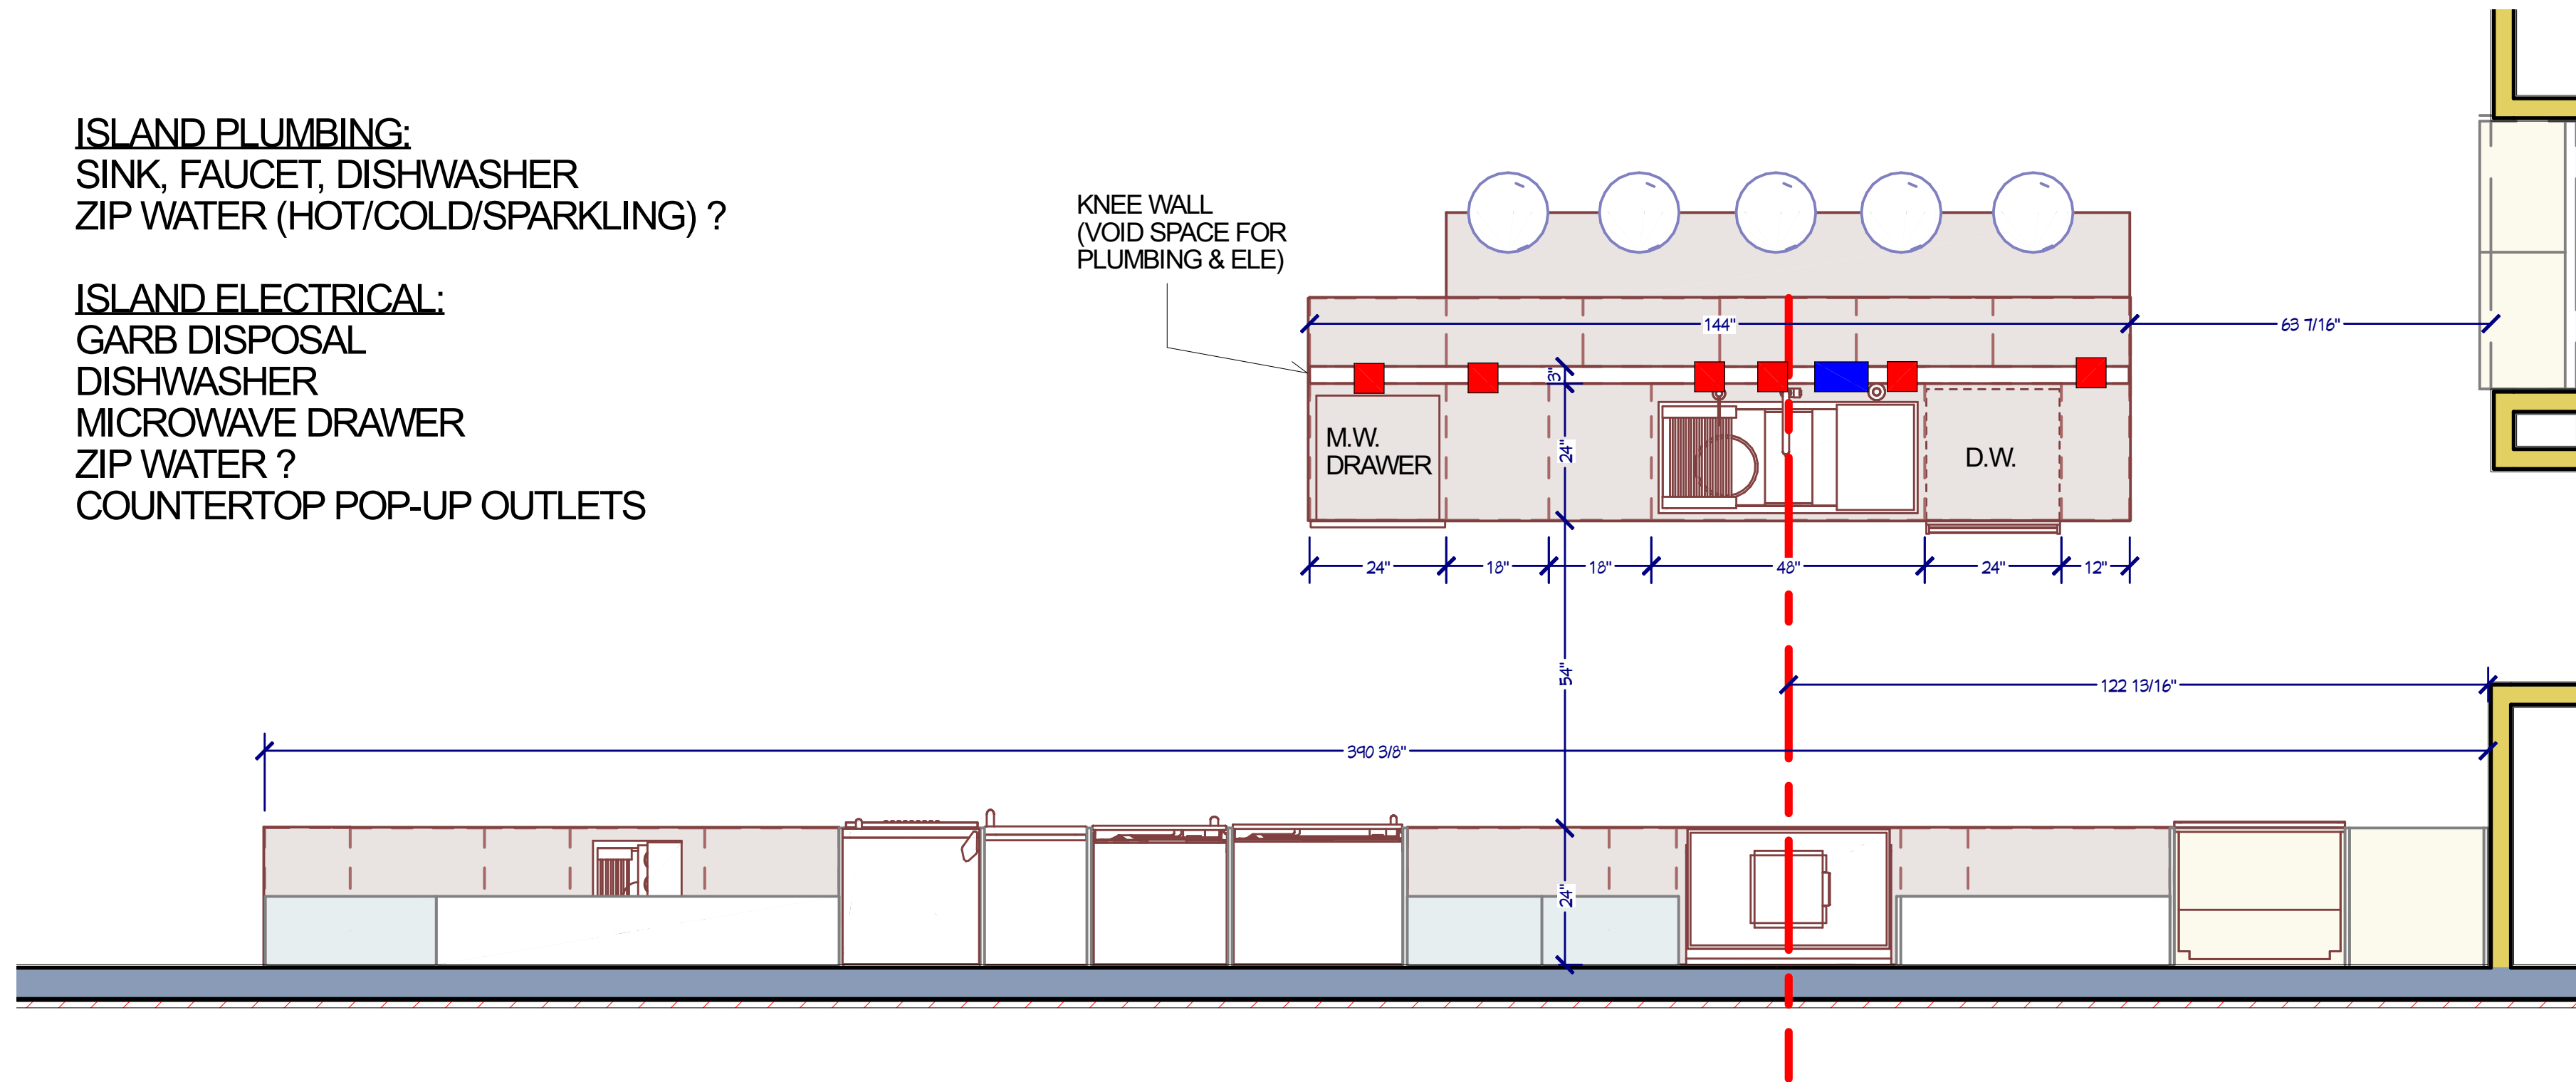 ISLAND PLUMBING:
SINK, FAUCET, DISHWASHER
ZIP WATER (HOT/COLD/SPARKLING) ?
ISLAND ELECTRICAL:
GARB DISPOSAL
DISHWASHER
MICROWAVE DRAWER
ZIP WATER ?
COUNTERTOP POP-UP OUTLETS
KNEE WALL
(VOID SPACE FOR
PLUMBING & ELE)
144"
63 7/16"
3"
24"
M.W.
DRAWER
D.W.
24"
18"
18"
48"
24"
12"
54"
122 13/16"
390 3/8"
24"